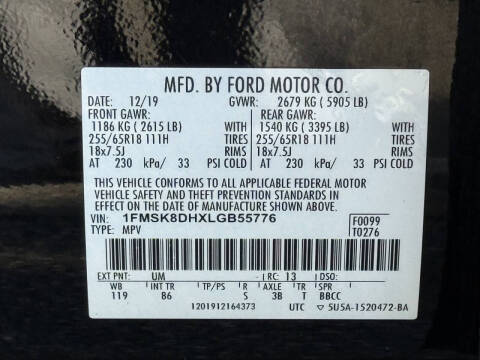 MFD. BY FORD MOTOR CO.
DATE: 12/19 GVWR: 2679 KG ( 5905 LB)
FRONT GAWR: REAR GAWR:
1186 KG ( 2615 LB) WITH 1540 KG ( 3395 LB) WITH
255/65R18 111H TIRES 255/65R18 111H TIRES
18x7.5J RIMS 18x7.5J RIMS
AT 230 kPa/ 33 PSI COLD AT 230 kPa/ 33 PSI COLD
THIS VEHICLE CONFORMS TO ALL APPLICABLE FEDERAL MOTOR
VEHICLE SAFETY AND THEFT PREVENTION STANDARDS IN
EFFECT ON THE DATE OF MANUFACTURE SHOWN ABOVE.
VIN: 1FMSK8DHXLGB55776 F0099
TYPE: MPV T0276
EXT PNT: UM RC: 13 DSO:
WB INT TR TP/PS R AXLE TR SPR
119 B6 S 3B T BBCC
1201912164373 UTC ▽5U5A-1520472-BA